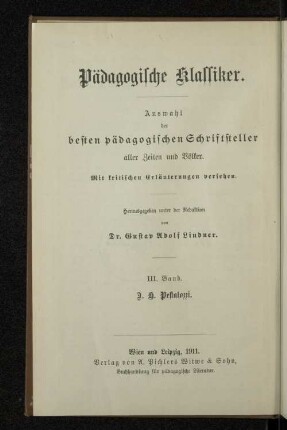 Pädagogische Klassiker.
Auswahl
der
besten pädagogischen Schriftsteller
aller Zeiten und Völker.
Mit kritischen Erläuterungen versehen.
Herausgegeben unter der Redaktion
von
Dr. Gustav Adolf Lindner.
III. Band.
J. H. Pestalozzi.
Wien und Leipzig, 1911.
Verlag von A. Pichlers Witwe & Sohn,
Buchhandlung für pädagogische Literatur.